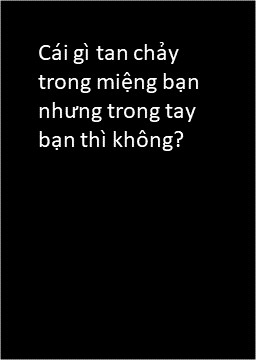 Cái gì tan chảy
trong miệng bạn
nhưng trong tay
bạn thì không?